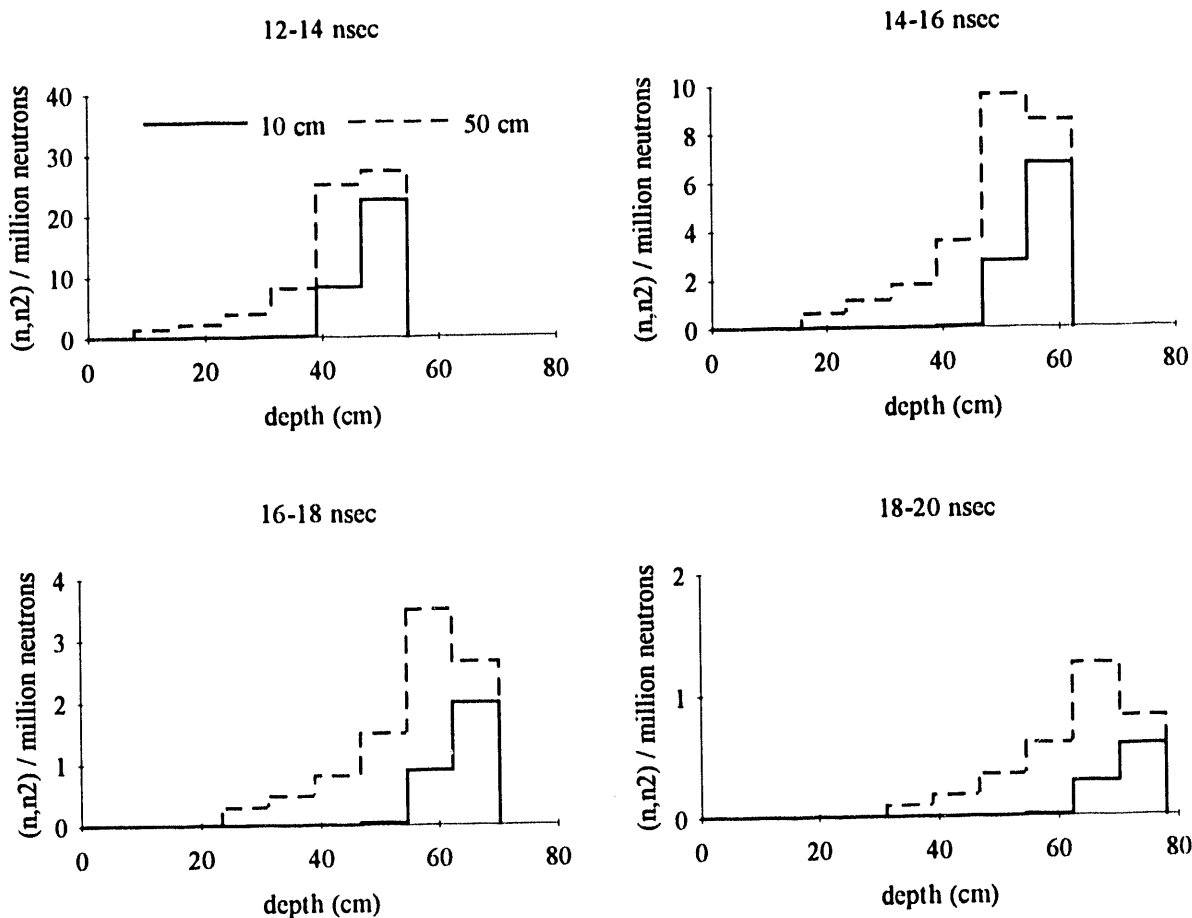 12-14 nsec
(n,n2) / million neutrons
40
30
20
10
0
10 cm
50 cm
0 20 40 60 80
depth (cm)
14-16 nsec
(n,n2) / million neutrons
10
8
6
4
2
0
0 20 40 60 80
depth (cm)
16-18 nsec
(n,n2) / million neutrons
4
3
2
1
0
0 20 40 60 80
depth (cm)
18-20 nsec
(n,n2) / million neutrons
2
1
0
0 20 40 60 80
depth (cm)